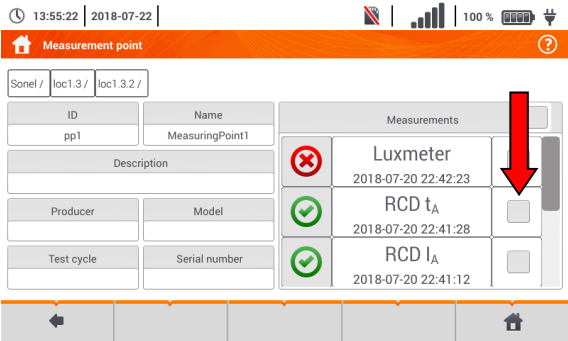 13:55:22 2018-07-22 100 %
Measurement point ?
Sonel / loc1.3 / loc1.3.2 /
ID Name Measurements
pp1 MeasuringPoint1
Luxmeter
2018-07-20 22:42:23
Description
RCD tA
2018-07-20 22:41:28
Producer Model
RCD IA
2018-07-20 22:41:12
Test cycle Serial number